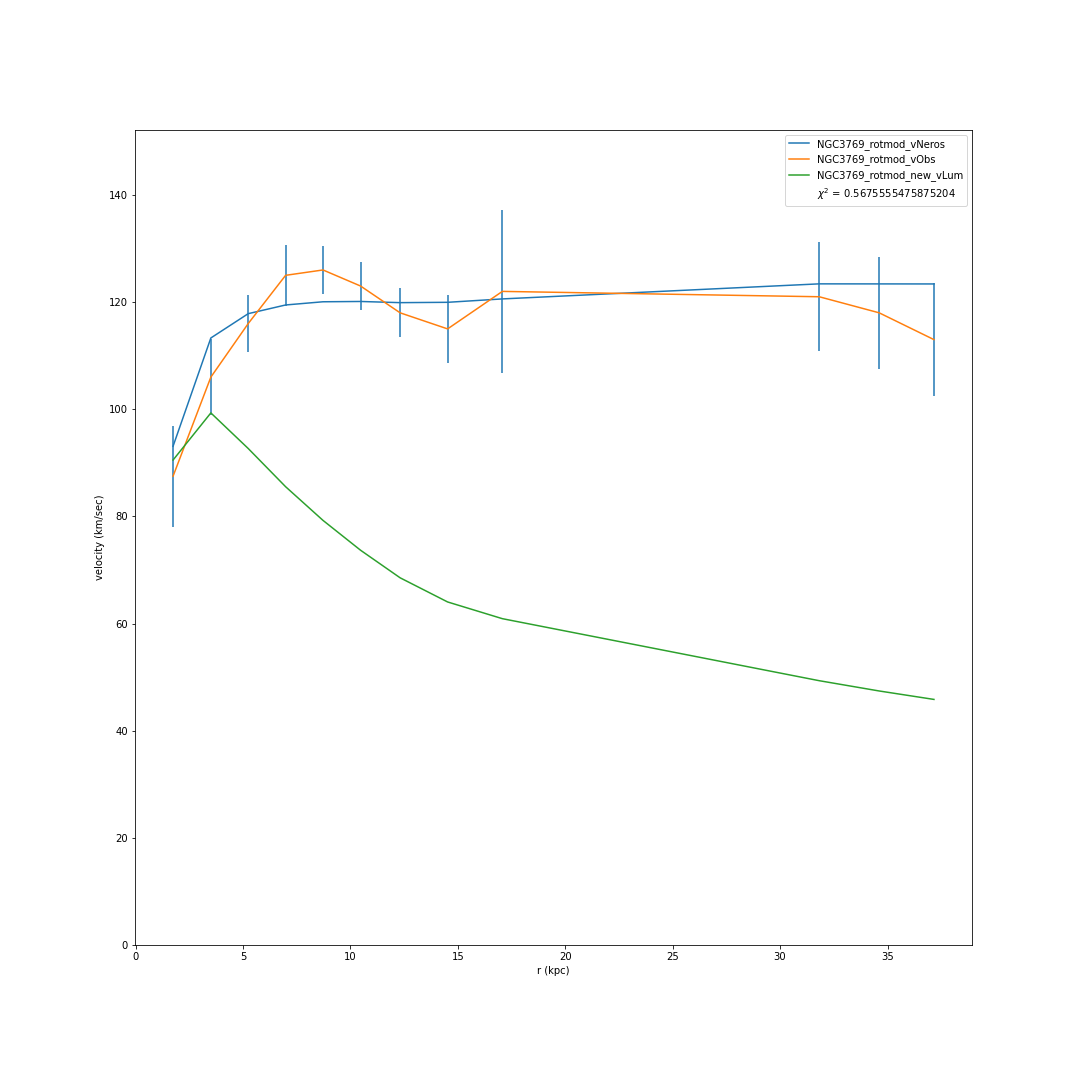 NGC3769_rotmod_vNeros
NGC3769_rotmod_vObs
NGC3769_rotmod_new_vLum
χ² = 0.5675555475875204
140
120
100
80
60
40
20
0
velocity (km/sec)
0 5 10 15 20 25 30 35
r (kpc)